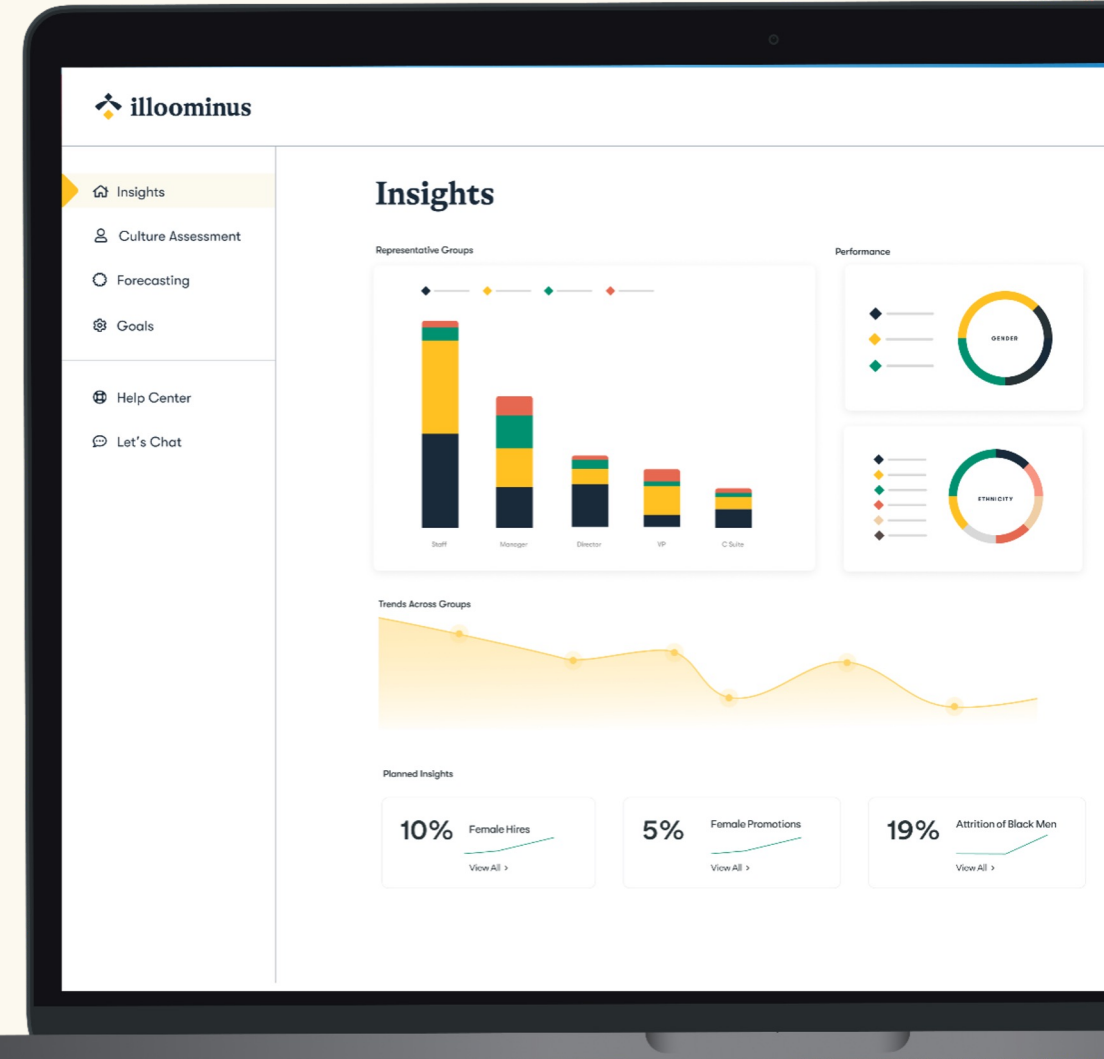 illoominus
Insights
Culture Assessment
Forecasting
Goals
Help Center
Let's Chat
Insights
Representative Groups
Staff
Manager
Director
VP
C Suite
Performance
GENDER
ETHNICITY
Trends Across Groups
Planned Insights
10%
Female Hires
View All >
5%
Female Promotions
View All >
19%
Attrition of Black Men
View All >